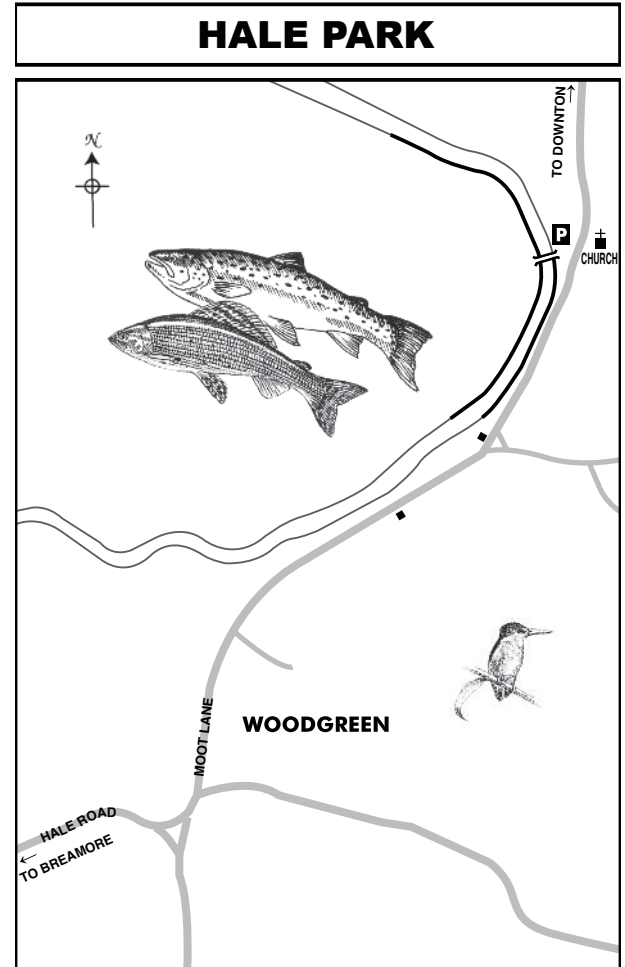 HALE PARK
N
TO DOWNTON →
P
CHURCH
WOODGREEN
MOOT LANE
HALE ROAD
← TO BREAMORE